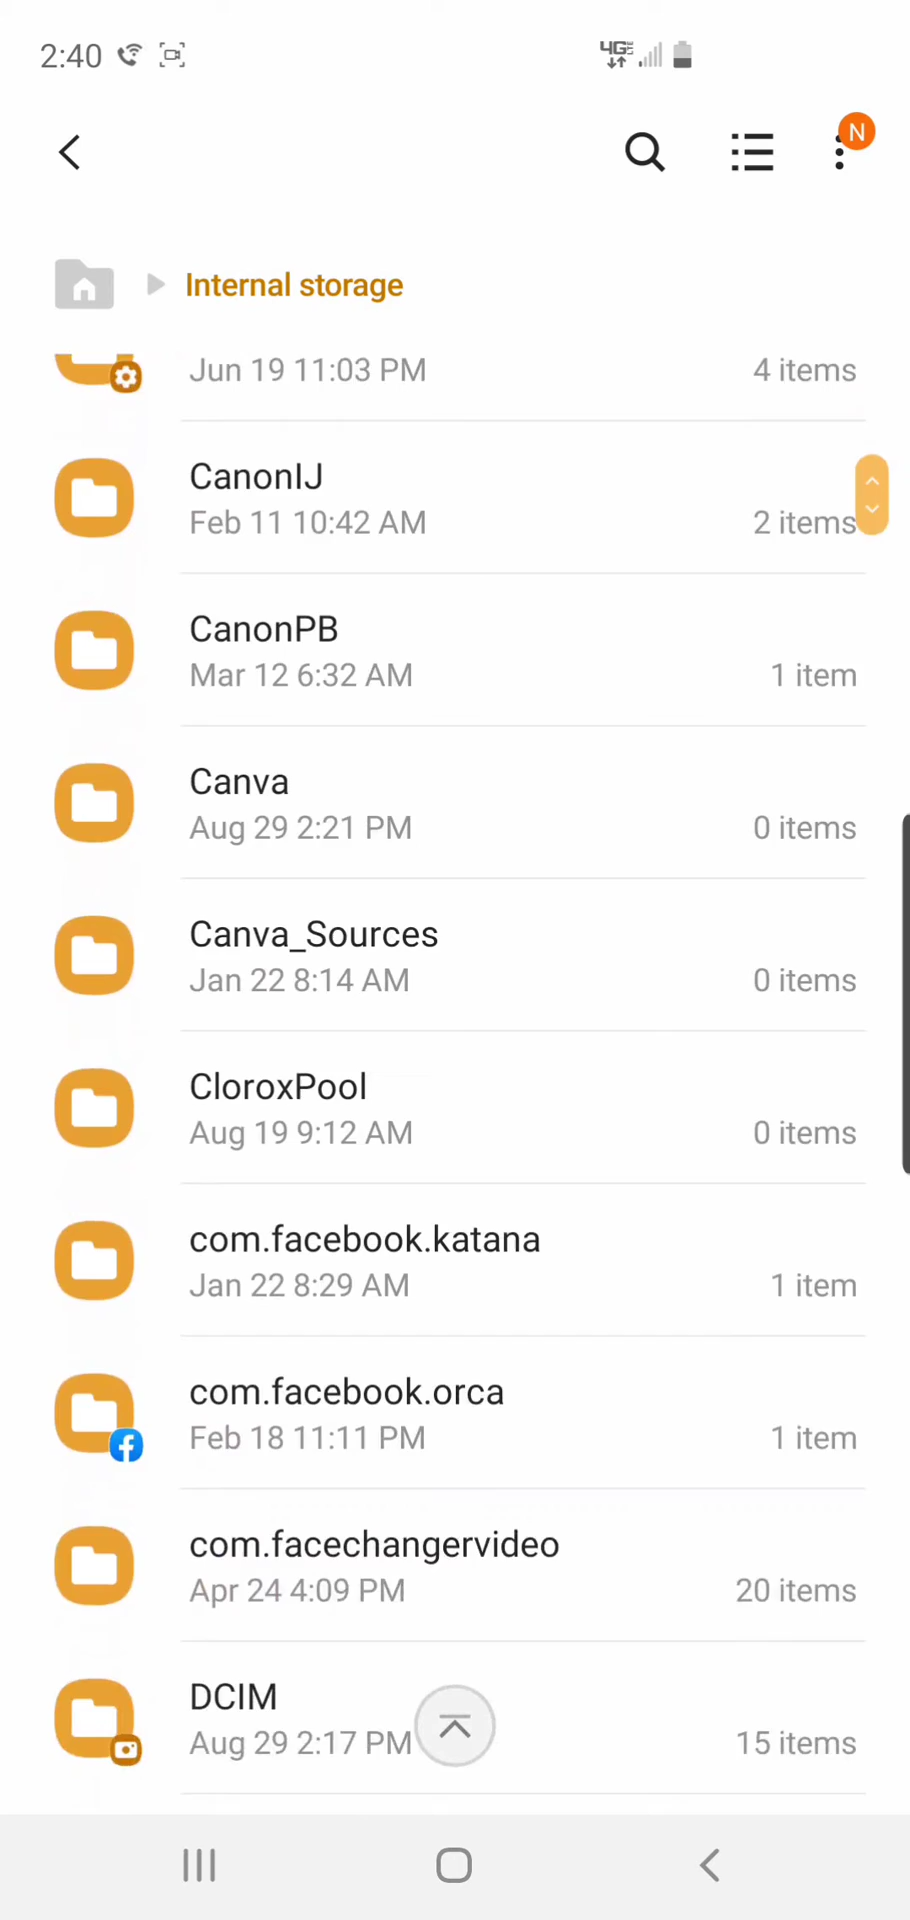 2:40 4G LTE
N
Internal storage
Jun 19 11:03 PM 4 items
CanonIJ
Feb 11 10:42 AM 2 items
CanonPB
Mar 12 6:32 AM 1 item
Canva
Aug 29 2:21 PM 0 items
Canva_Sources
Jan 22 8:14 AM 0 items
CloroxPool
Aug 19 9:12 AM 0 items
com.facebook.katana
Jan 22 8:29 AM 1 item
com.facebook.orca
Feb 18 11:11 PM 1 item
com.facechangervideo
Apr 24 4:09 PM 20 items
DCIM
Aug 29 2:17 PM 15 items